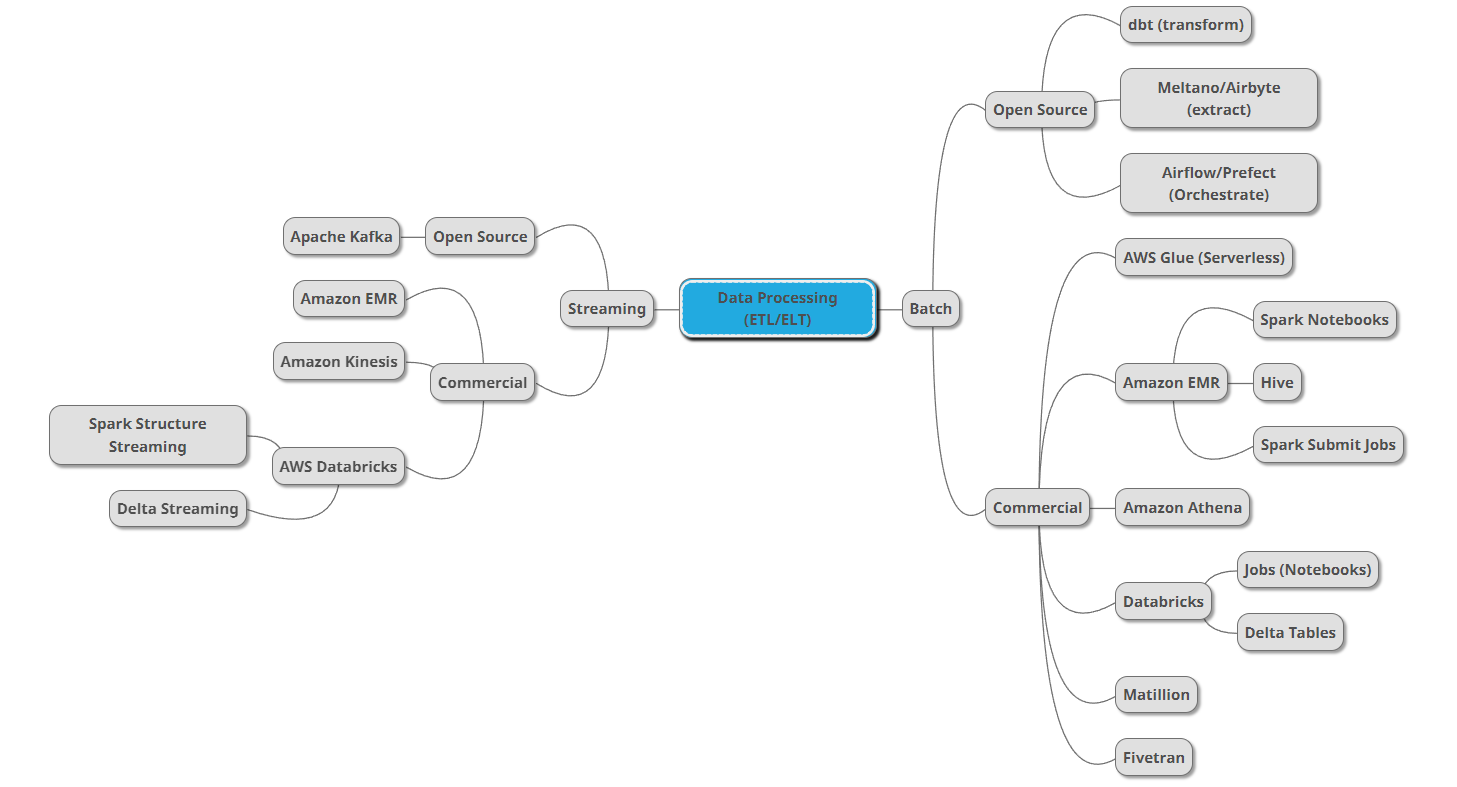 dbt (transform)
Meltano/Airbyte
(extract)
Open Source
Airflow/Prefect
(Orchestrate)
Apache Kafka
Open Source
AWS Glue (Serverless)
Amazon EMR
Streaming
Data Processing
(ETL/ELT)
Batch
Spark Notebooks
Amazon Kinesis
Commercial
Amazon EMR
Hive
Spark Structure
Streaming
AWS Databricks
Spark Submit Jobs
Delta Streaming
Commercial
Amazon Athena
Jobs (Notebooks)
Databricks
Delta Tables
Matillion
Fivetran